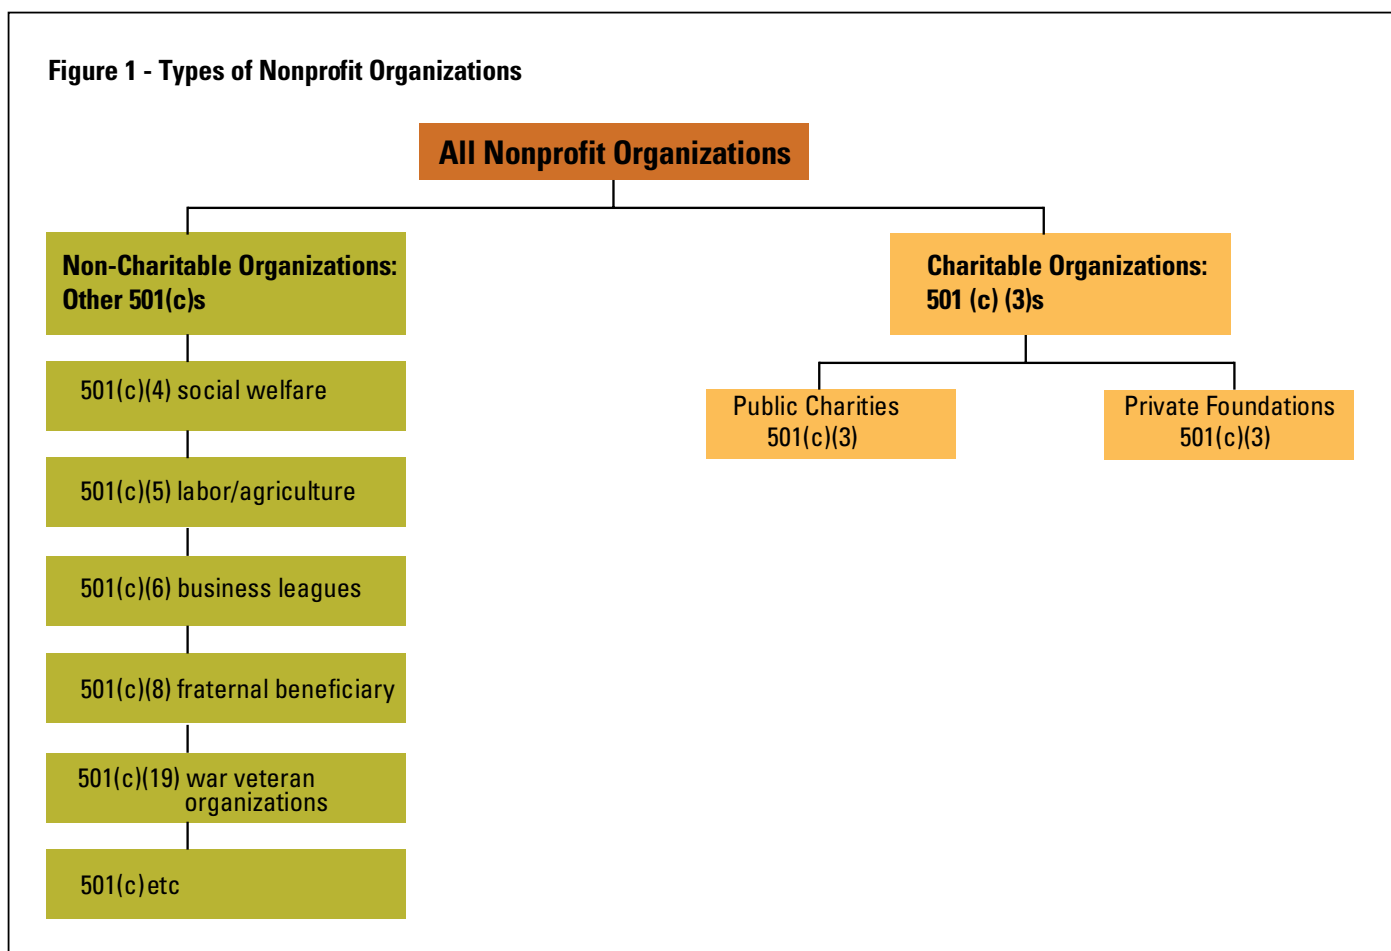 Figure 1 - Types of Nonprofit Organizations
All Nonprofit Organizations
Non-Charitable Organizations:
Other 501(c)s
501(c)(4) social welfare
501(c)(5) labor/agriculture
501(c)(6) business leagues
501(c)(8) fraternal beneficiary
501(c)(19) war veteran
organizations
501(c) etc
Charitable Organizations:
501 (c) (3)s
Public Charities
501(c)(3)
Private Foundations
501(c)(3)